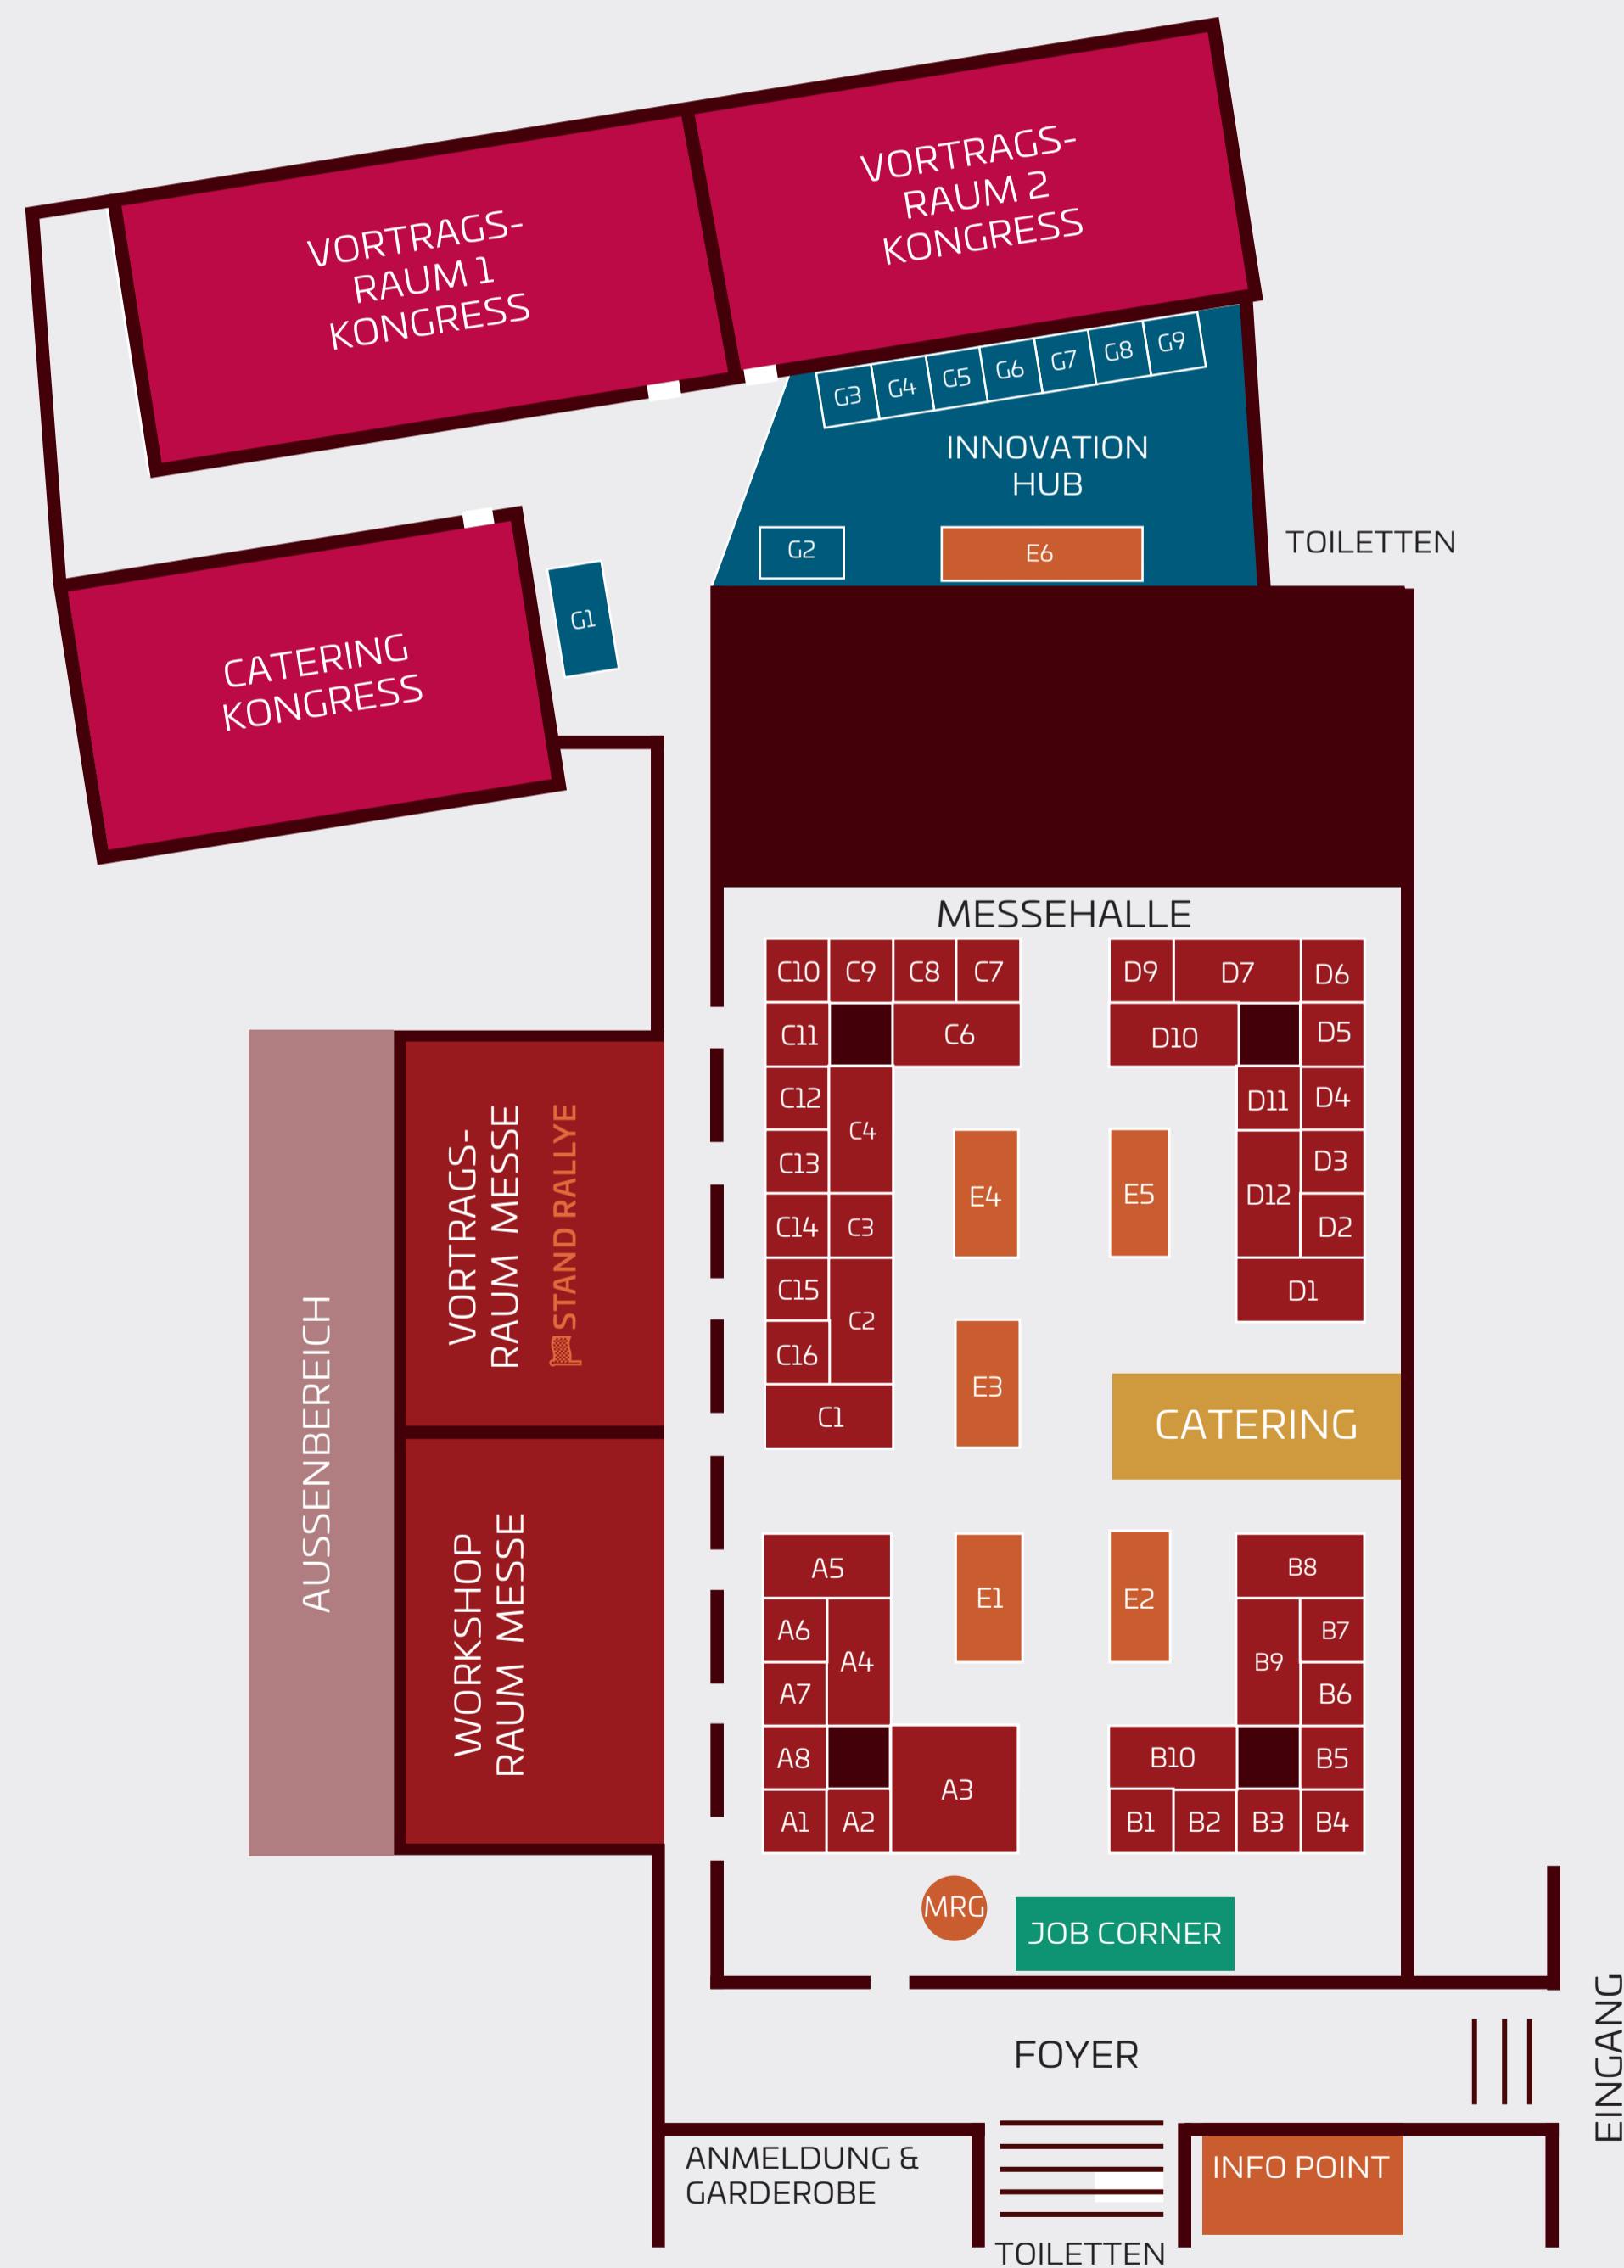 VORTRAGS-
RAUM 1
KONGRESS
VORTRAGS-
RAUM 2
KONGRESS
G3 G4 G5 G6 G7 G8 G9
INNOVATION
HUB
G2
E6
TOILETTEN
G1
CATERING
KONGRESS
MESSEHALLE
C10 C9 C8 C7
D9 D7 D6
C11 C6
D10 D5
C12 C4
D11 D4
C13
D3
E4
E5
D12
C14 C3
D2
C15
D1
C2
C16
E3
C1
CATERING
VORTRAGS-
RAUM MESSE
STAND RALLYE
AUSSENBEREICH
WORKSHOP
RAUM MESSE
A5
B8
E1
E2
A6
B7
A4
B9
A7
B6
A8
B10
B5
A3
A1 A2
B1 B2 B3 B4
MRG
JOB CORNER
FOYER
EINGANG
ANMELDUNG &
GARDEROBE
INFO POINT
TOILETTEN